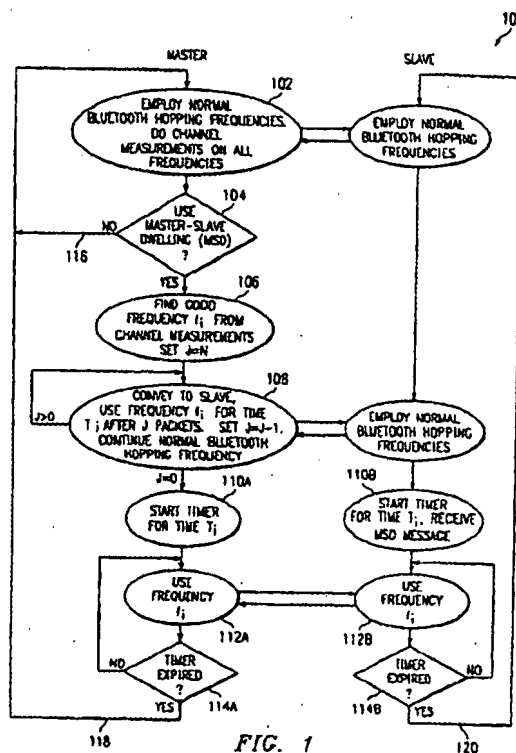 10
MASTER
SLAVE
102
EMPLOY NORMAL
BLUETOOTH HOPPING FREQUENCIES.
DO CHANNEL
MEASUREMENTS ON ALL
FREQUENCIES
EMPLOY NORMAL
BLUETOOTH HOPPING
FREQUENCIES
104
USE
MASTER-SLAVE
DWELLING (MSD)
?
NO
116
YES
106
FIND GOOD
FREQUENCY fi FROM
CHANNEL MEASUREMENTS
SET J=N
108
CONVEY TO SLAVE,
USE FREQUENCY fi FOR TIME
Ti AFTER J PACKETS. SET J=J-1.
CONTINUE NORMAL BLUETOOTH
HOPPING FREQUENCY
J>0
EMPLOY NORMAL
BLUETOOTH HOPPING
FREQUENCIES
J=0
110A
110B
START TIMER
FOR TIME Ti
START TIMER
FOR TIME Ti, RECEIVE
MSD MESSAGE
USE
FREQUENCY
fi
USE
FREQUENCY
fi
112A
112B
NO
TIMER
EXPIRED
?
TIMER
EXPIRED
?
NO
114A
114B
YES
YES
118
120
FIG. 1